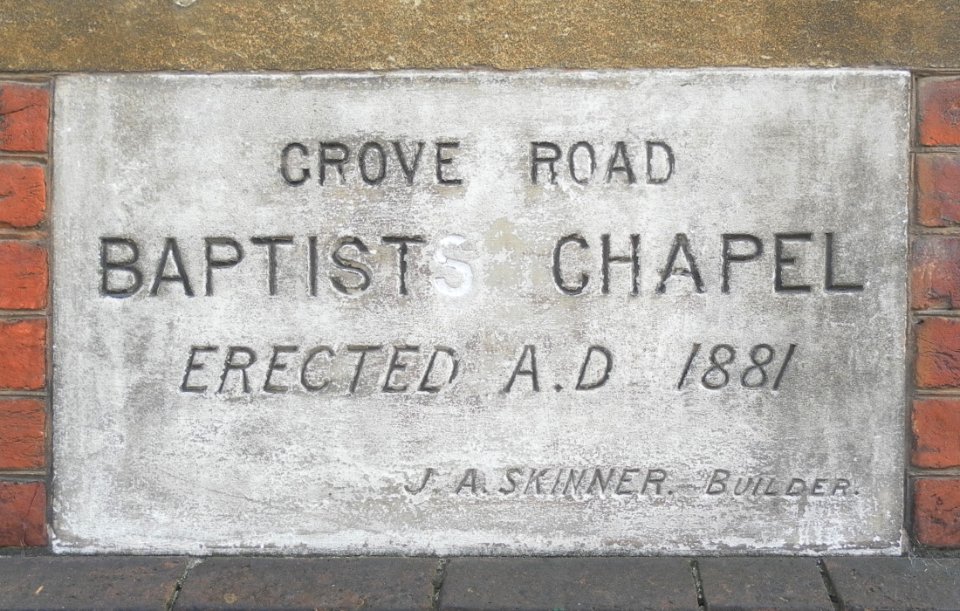 GROVE ROAD
BAPTISTS CHAPEL
ERECTED A.D 1881
J. A. SKINNER. BUILDER.